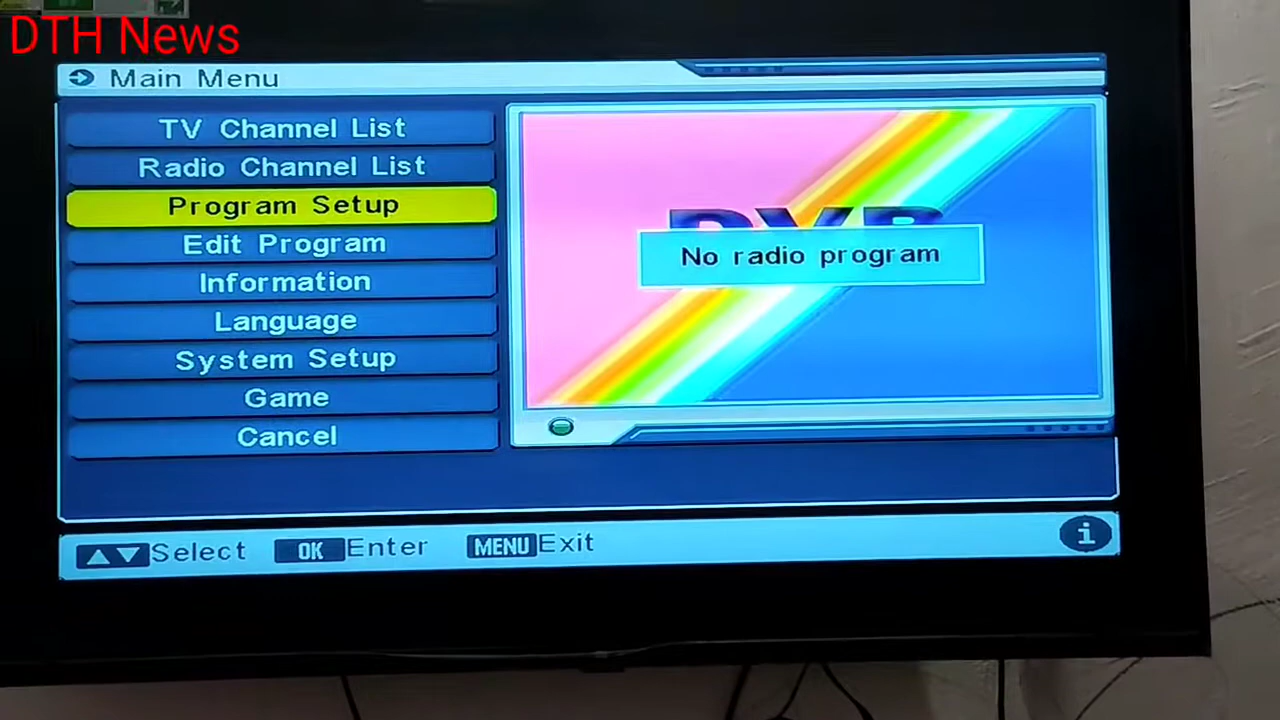 DTH News
Main Menu
TV Channel List
Radio Channel List
Program Setup
Edit Program
Information
Language
System Setup
Game
Cancel
DVB
No radio program
Select OK Enter MENU Exit
i